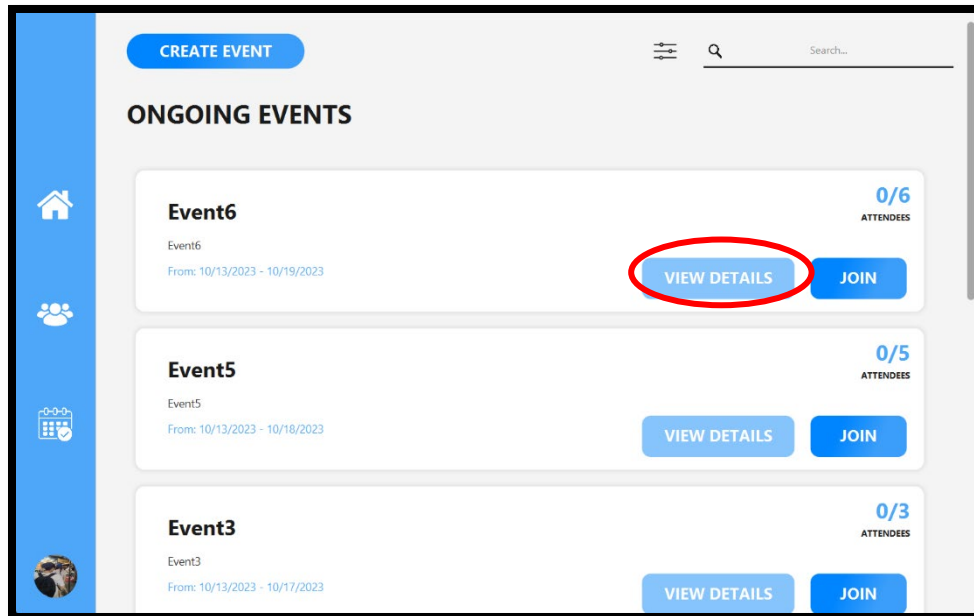 CREATE EVENT
Search...
ONGOING EVENTS
Event6
0/6
ATTENDEES
Event6
From: 10/13/2023 - 10/19/2023
VIEW DETAILS
JOIN
Event5
0/5
ATTENDEES
Event5
From: 10/13/2023 - 10/18/2023
VIEW DETAILS
JOIN
Event3
0/3
ATTENDEES
Event3
From: 10/13/2023 - 10/17/2023
VIEW DETAILS
JOIN